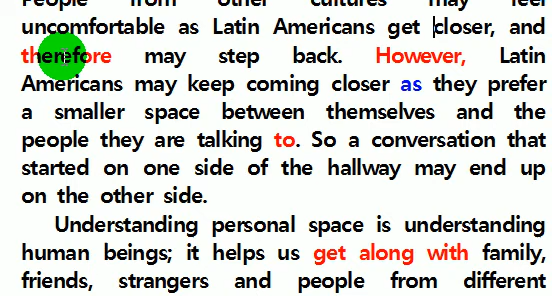 People from other cultures may feel
uncomfortable as Latin Americans get closer, and
therefore may step back. However, Latin
Americans may keep coming closer as they prefer
a smaller space between themselves and the
people they are talking to. So a conversation that
started on one side of the hallway may end up
on the other side.
Understanding personal space is understanding
human beings; it helps us get along with family,
friends, strangers and people from different